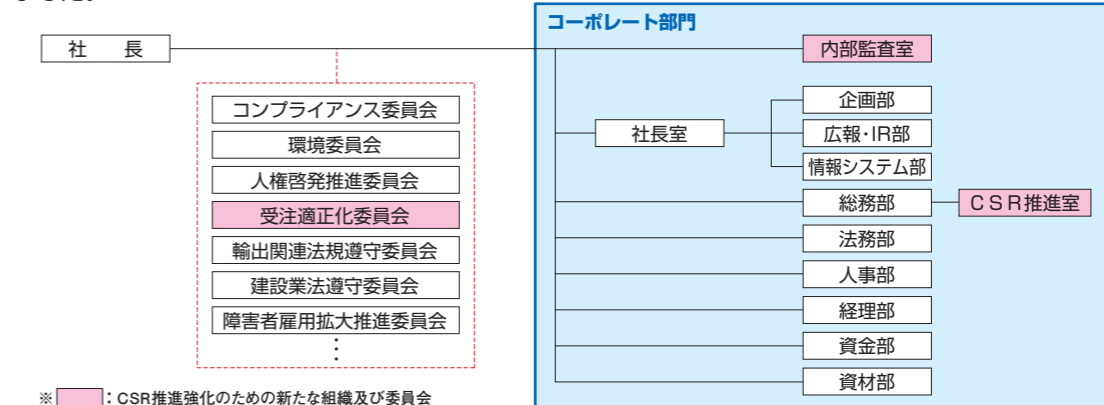 コーポレート部門
社　長
内部監査室
コンプライアンス委員会
環境委員会
人権啓発推進委員会
受注適正化委員会
輸出関連法規遵守委員会
建設業法遵守委員会
障害者雇用拡大推進委員会
⋮
社長室
企画部
広報・IR部
情報システム部
総務部
ＣＳＲ推進室
法務部
人事部
経理部
資金部
資材部
※　：CSR推進強化のための新たな組織及び委員会